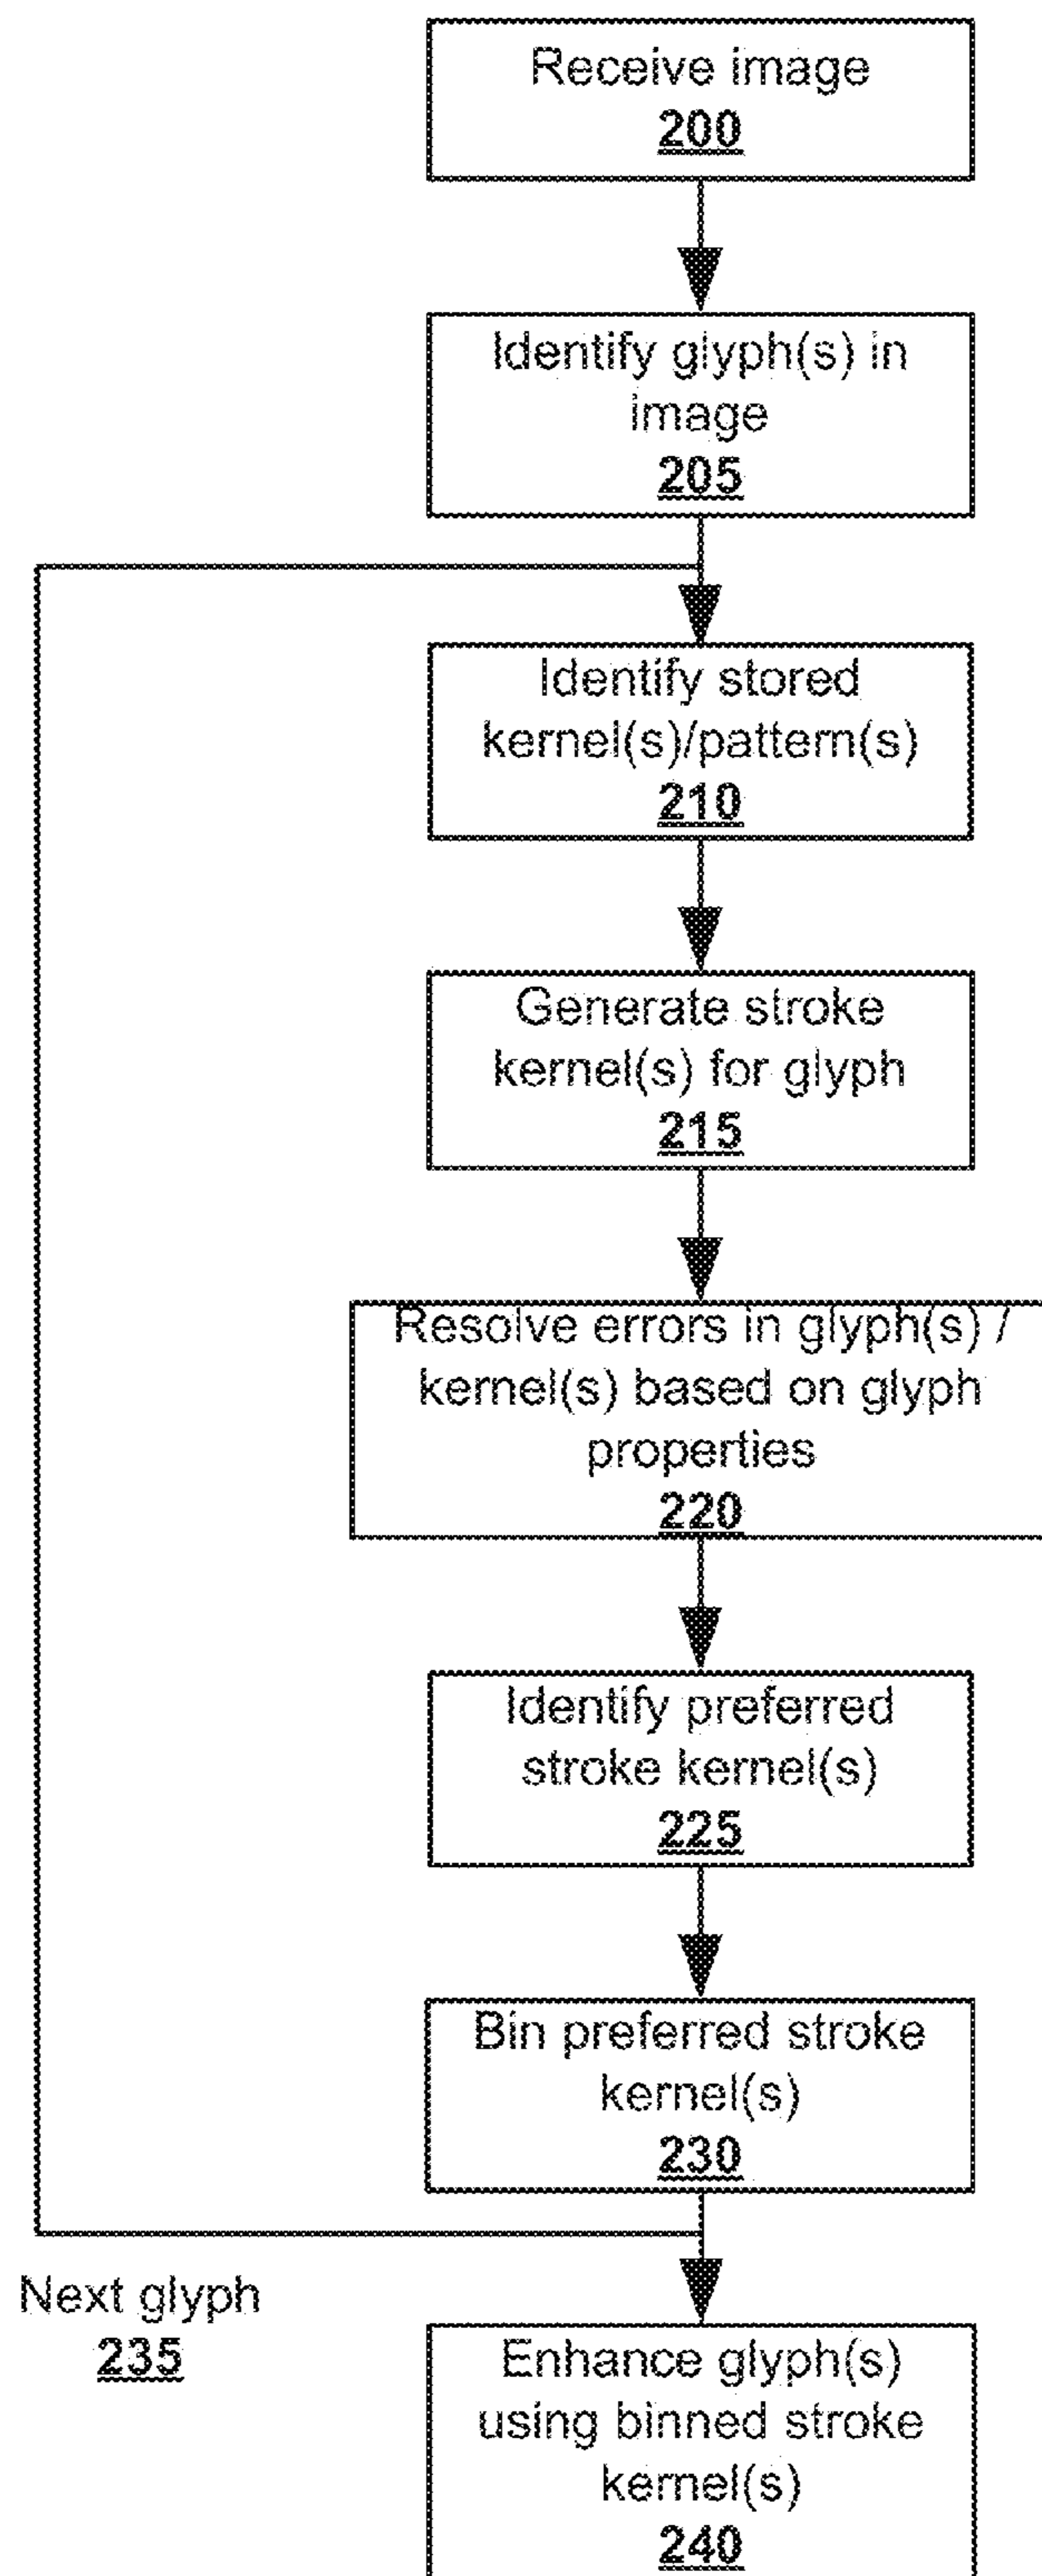 Receive image
200
Identify glyph(s) in
image
205
Identify stored
kernel(s)/pattern(s)
210
Generate stroke
kernel(s) for glyph
215
Resolve errors in glyph(s) /
kernel(s) based on glyph
properties
220
Identify preferred
stroke kernel(s)
225
Bin preferred stroke
kernel(s)
230
Next glyph
235
Enhance glyph(s)
using binned stroke
kernel(s)
240